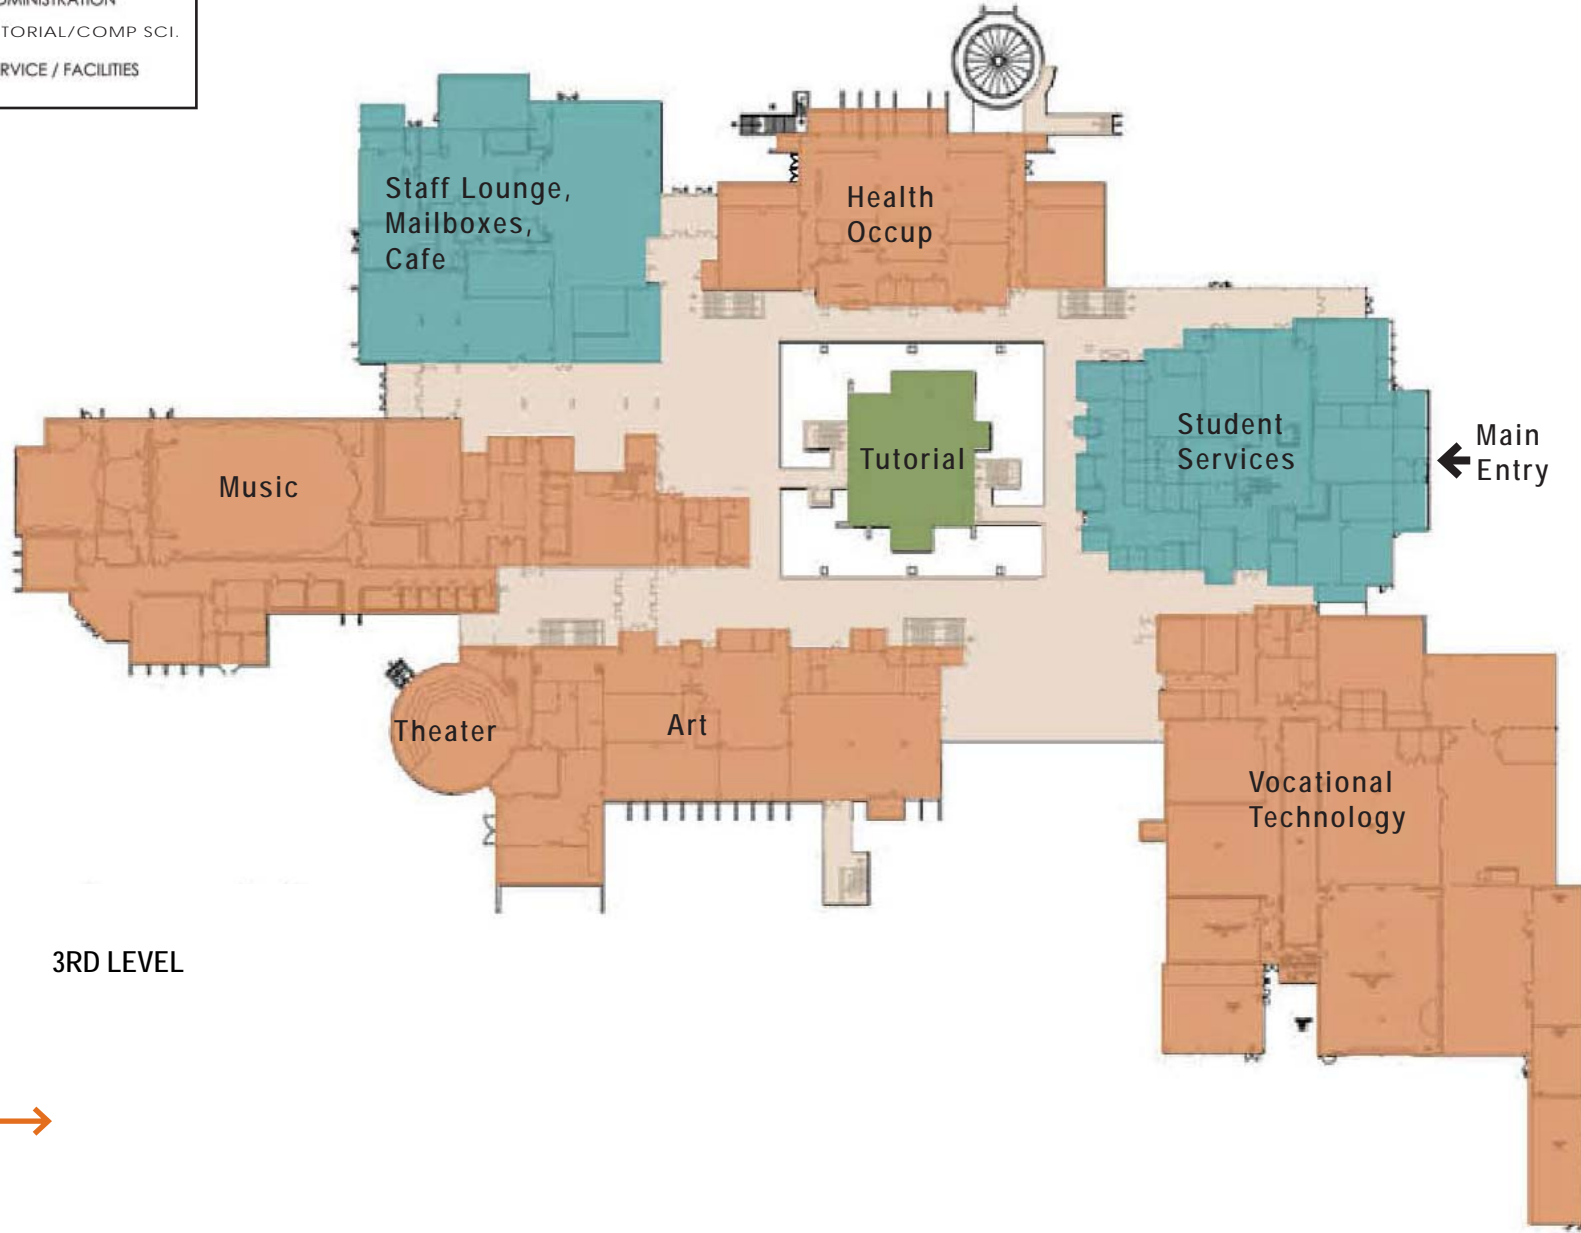 TORIAL/COMP SCI.
RVICE / FACILITIES
Staff Lounge,
Mailboxes,
Cafe
Health
Occup
Student
Services
Main
Entry
Tutorial
Music
Theater
Art
Vocational
Technology
3RD LEVEL